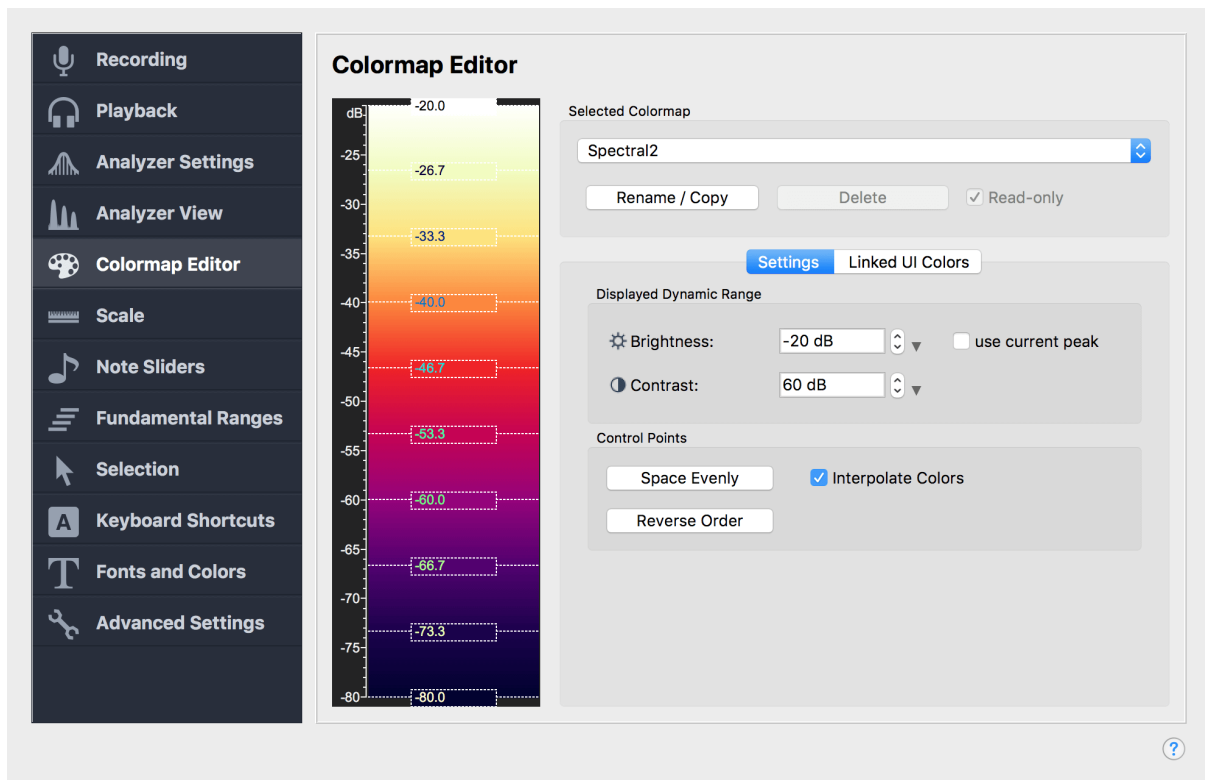 Recording
Playback
Analyzer Settings
Analyzer View
Colormap Editor
Scale
Note Sliders
Fundamental Ranges
Selection
A Keyboard Shortcuts
T Fonts and Colors
Advanced Settings
Colormap Editor
dB
-25
-30
-35
-40
-45
-50
-55
-60
-65
-70
-75
-80
-20.0
-26.7
-33.3
-40.0
-46.7
-53.3
-60.0
-66.7
-73.3
-80.0
Selected Colormap
Spectral2
Rename / Copy Delete Read-only
Settings Linked UI Colors
Displayed Dynamic Range
Brightness: -20 dB use current peak
Contrast: 60 dB
Control Points
Space Evenly Interpolate Colors
Reverse Order
?